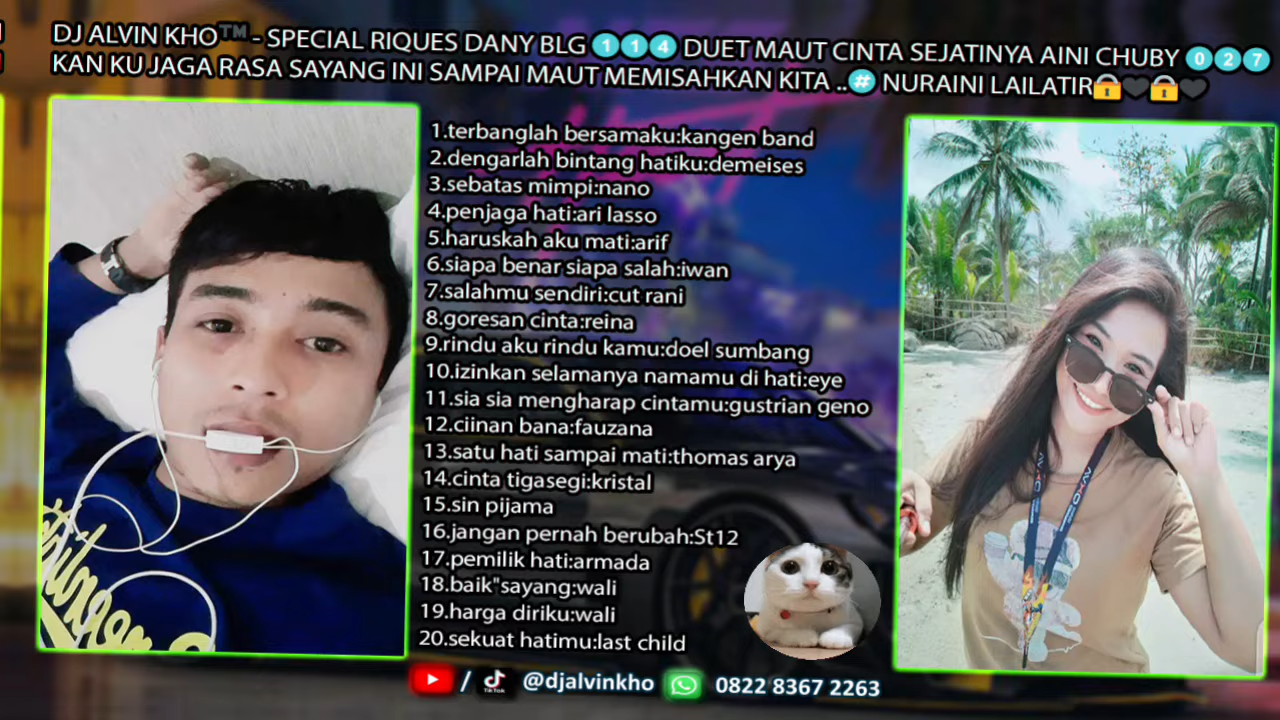 DJ ALVIN KHO™ - SPECIAL RIQUES DANY BLG 114 DUET MAUT CINTA SEJATINYA AINI CHUBY 027
KAN KU JAGA RASA SAYANG INI SAMPAI MAUT MEMISAHKAN KITA ..# NURAINI LAILATIR🔒🖤🔒🖤
1.terbanglah bersamaku:kangen band
2.dengarlah bintang hatiku:demeises
3.sebatas mimpi:nano
4.penjaga hati:ari lasso
5.haruskah aku mati:arif
6.siapa benar siapa salah:iwan
7.salahmu sendiri:cut rani
8.goresan cinta:reina
9.rindu aku rindu kamu:doel sumbang
10.izinkan selamanya namamu di hati:eye
11.sia sia mengharap cintamu:gustrian geno
12.ciinan bana:fauzana
13.satu hati sampai mati:thomas arya
14.cinta tigasegi:kristal
15.sin pijama
16.jangan pernah berubah:St12
17.pemilik hati:armada
18.baik"sayang:wali
19.harga diriku:wali
20.sekuat hatimu:last child
/ TikTok @djalvinkho 0822 8367 2263